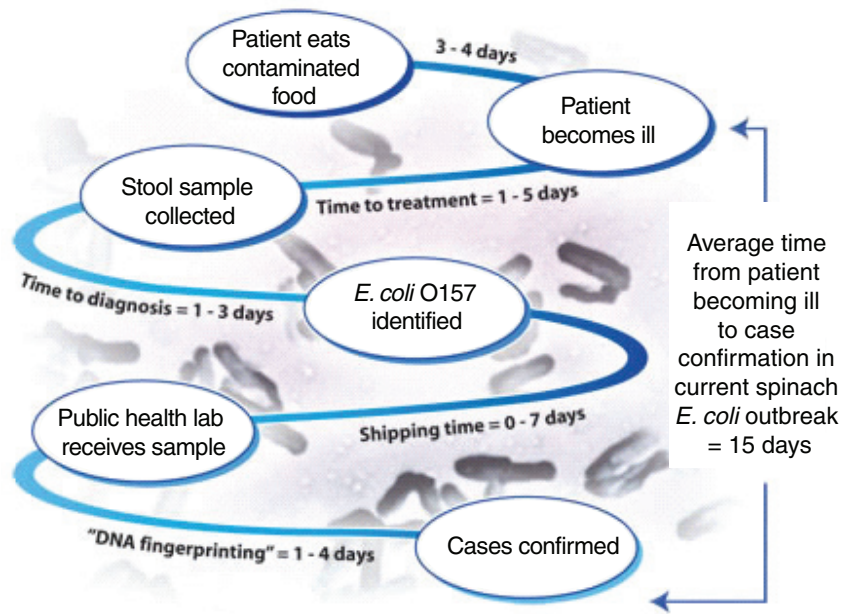 Patient eats
contaminated
food
3 - 4 days
Patient
becomes ill
Stool sample
collected
Time to treatment = 1 - 5 days
Time to diagnosis = 1 - 3 days
E. coli O157
identified
Average time
from patient
becoming ill
to case
confirmation in
current spinach
E. coli outbreak
= 15 days
Public health lab
receives sample
Shipping time = 0 - 7 days
“DNA fingerprinting” = 1 - 4 days
Cases confirmed